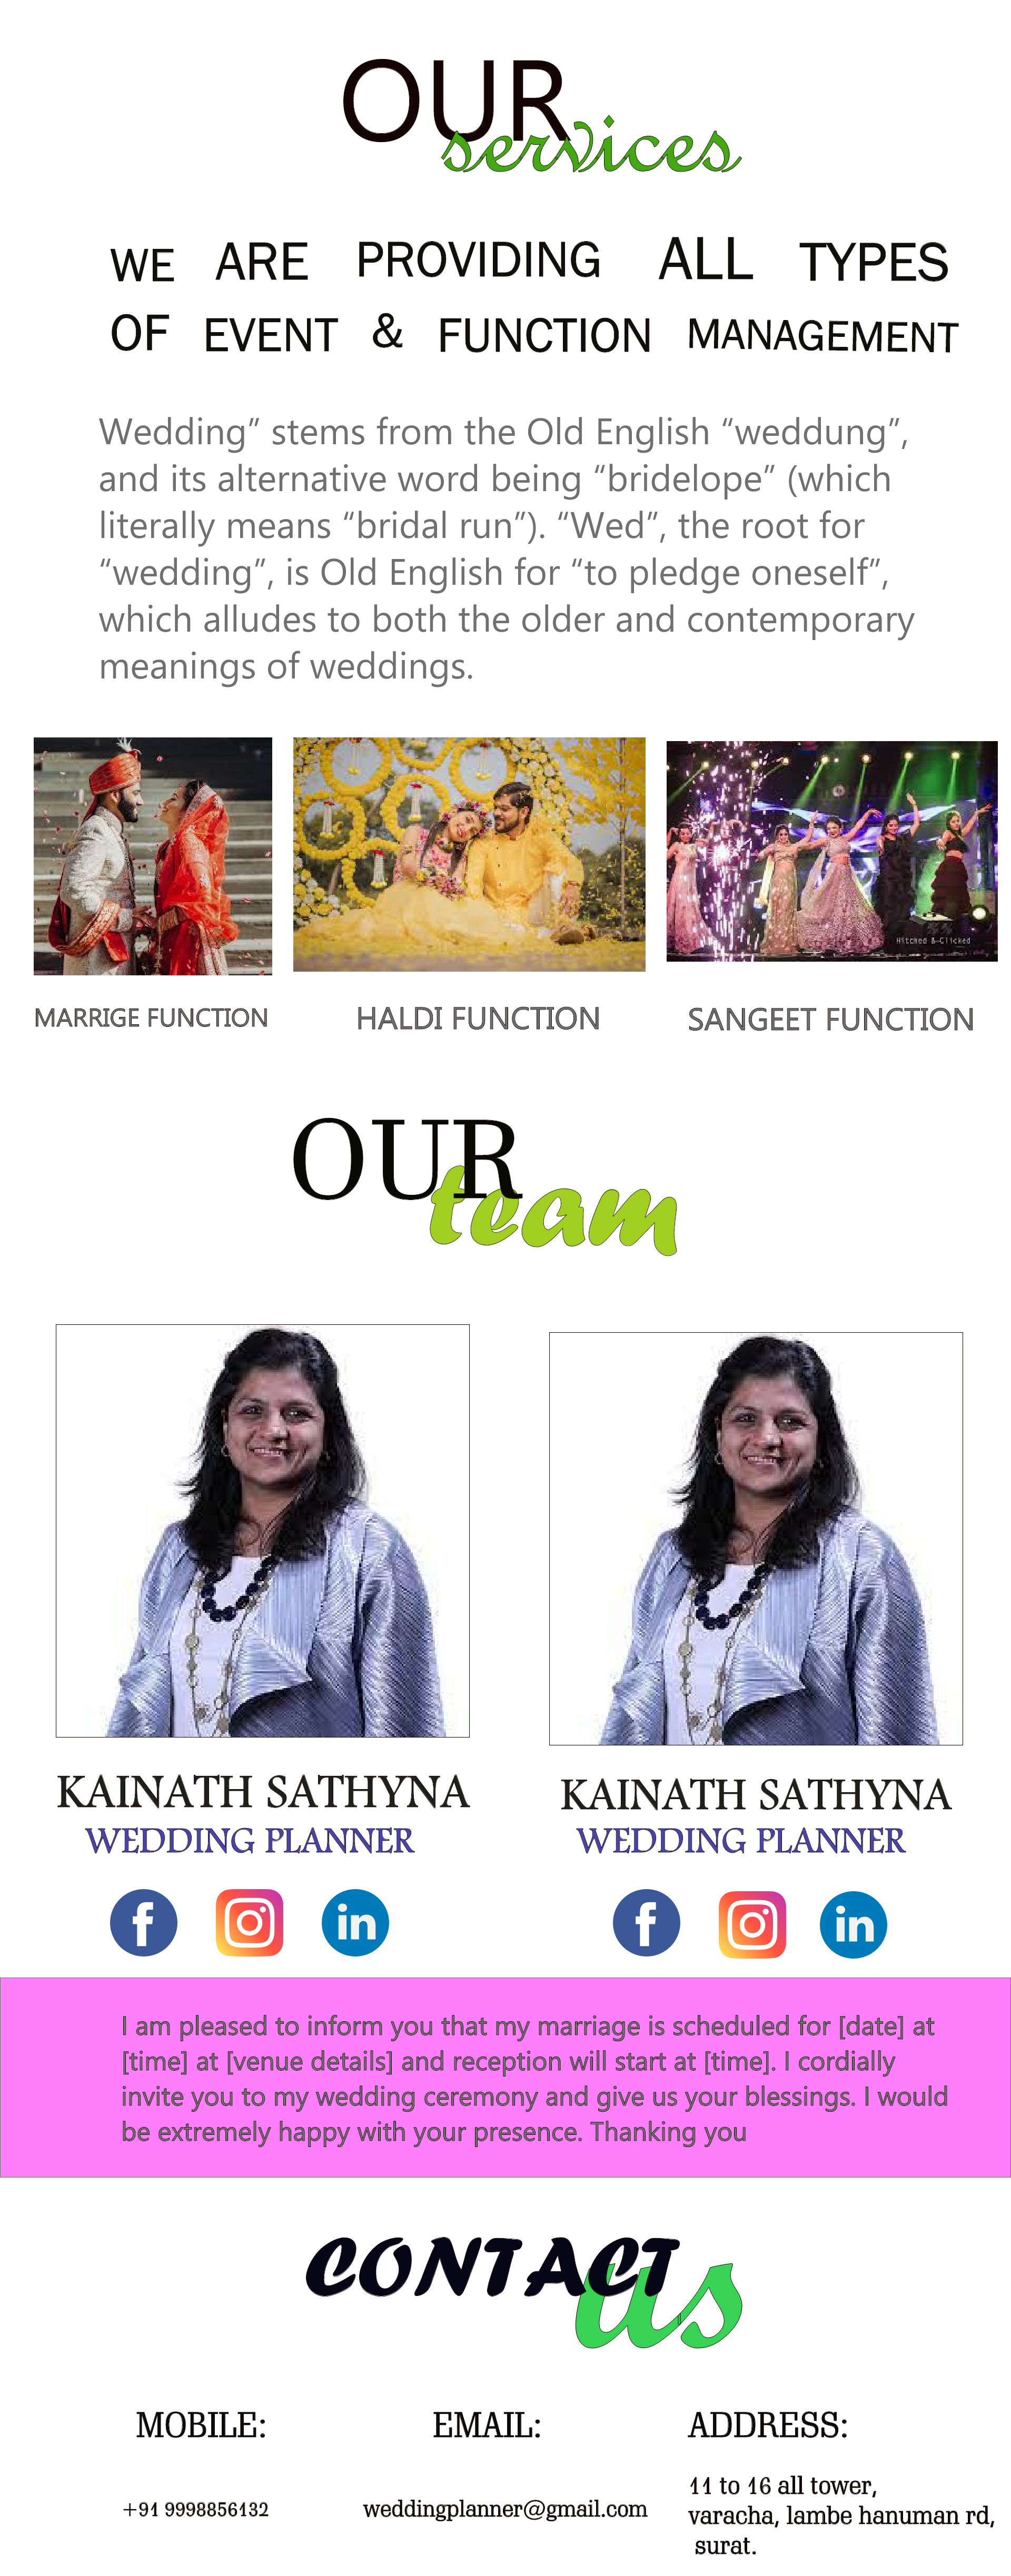 OUR
services
WE ARE PROVIDING ALL TYPES
OF EVENT & FUNCTION MANAGEMENT
Wedding” stems from the Old English “weddung”,
and its alternative word being “bridelope” (which
literally means “bridal run”). “Wed”, the root for
“wedding”, is Old English for “to pledge oneself”,
which alludes to both the older and contemporary
meanings of weddings.
Hitched & Clicked
MARRIGE FUNCTION
HALDI FUNCTION
SANGEET FUNCTION
OUR
team
KAINATH SATHYNA
WEDDING PLANNER
f
in
KAINATH SATHYNA
WEDDING PLANNER
f
in
I am pleased to inform you that my marriage is scheduled for [date] at
[time] at [venue details] and reception will start at [time]. I cordially
invite you to my wedding ceremony and give us your blessings. I would
be extremely happy with your presence. Thanking you
CONTACT
us
MOBILE:
+91 9998856132
EMAIL:
weddingplanner@gmail.com
ADDRESS:
11 to 16 all tower,
varacha, lambe hanuman rd,
surat.